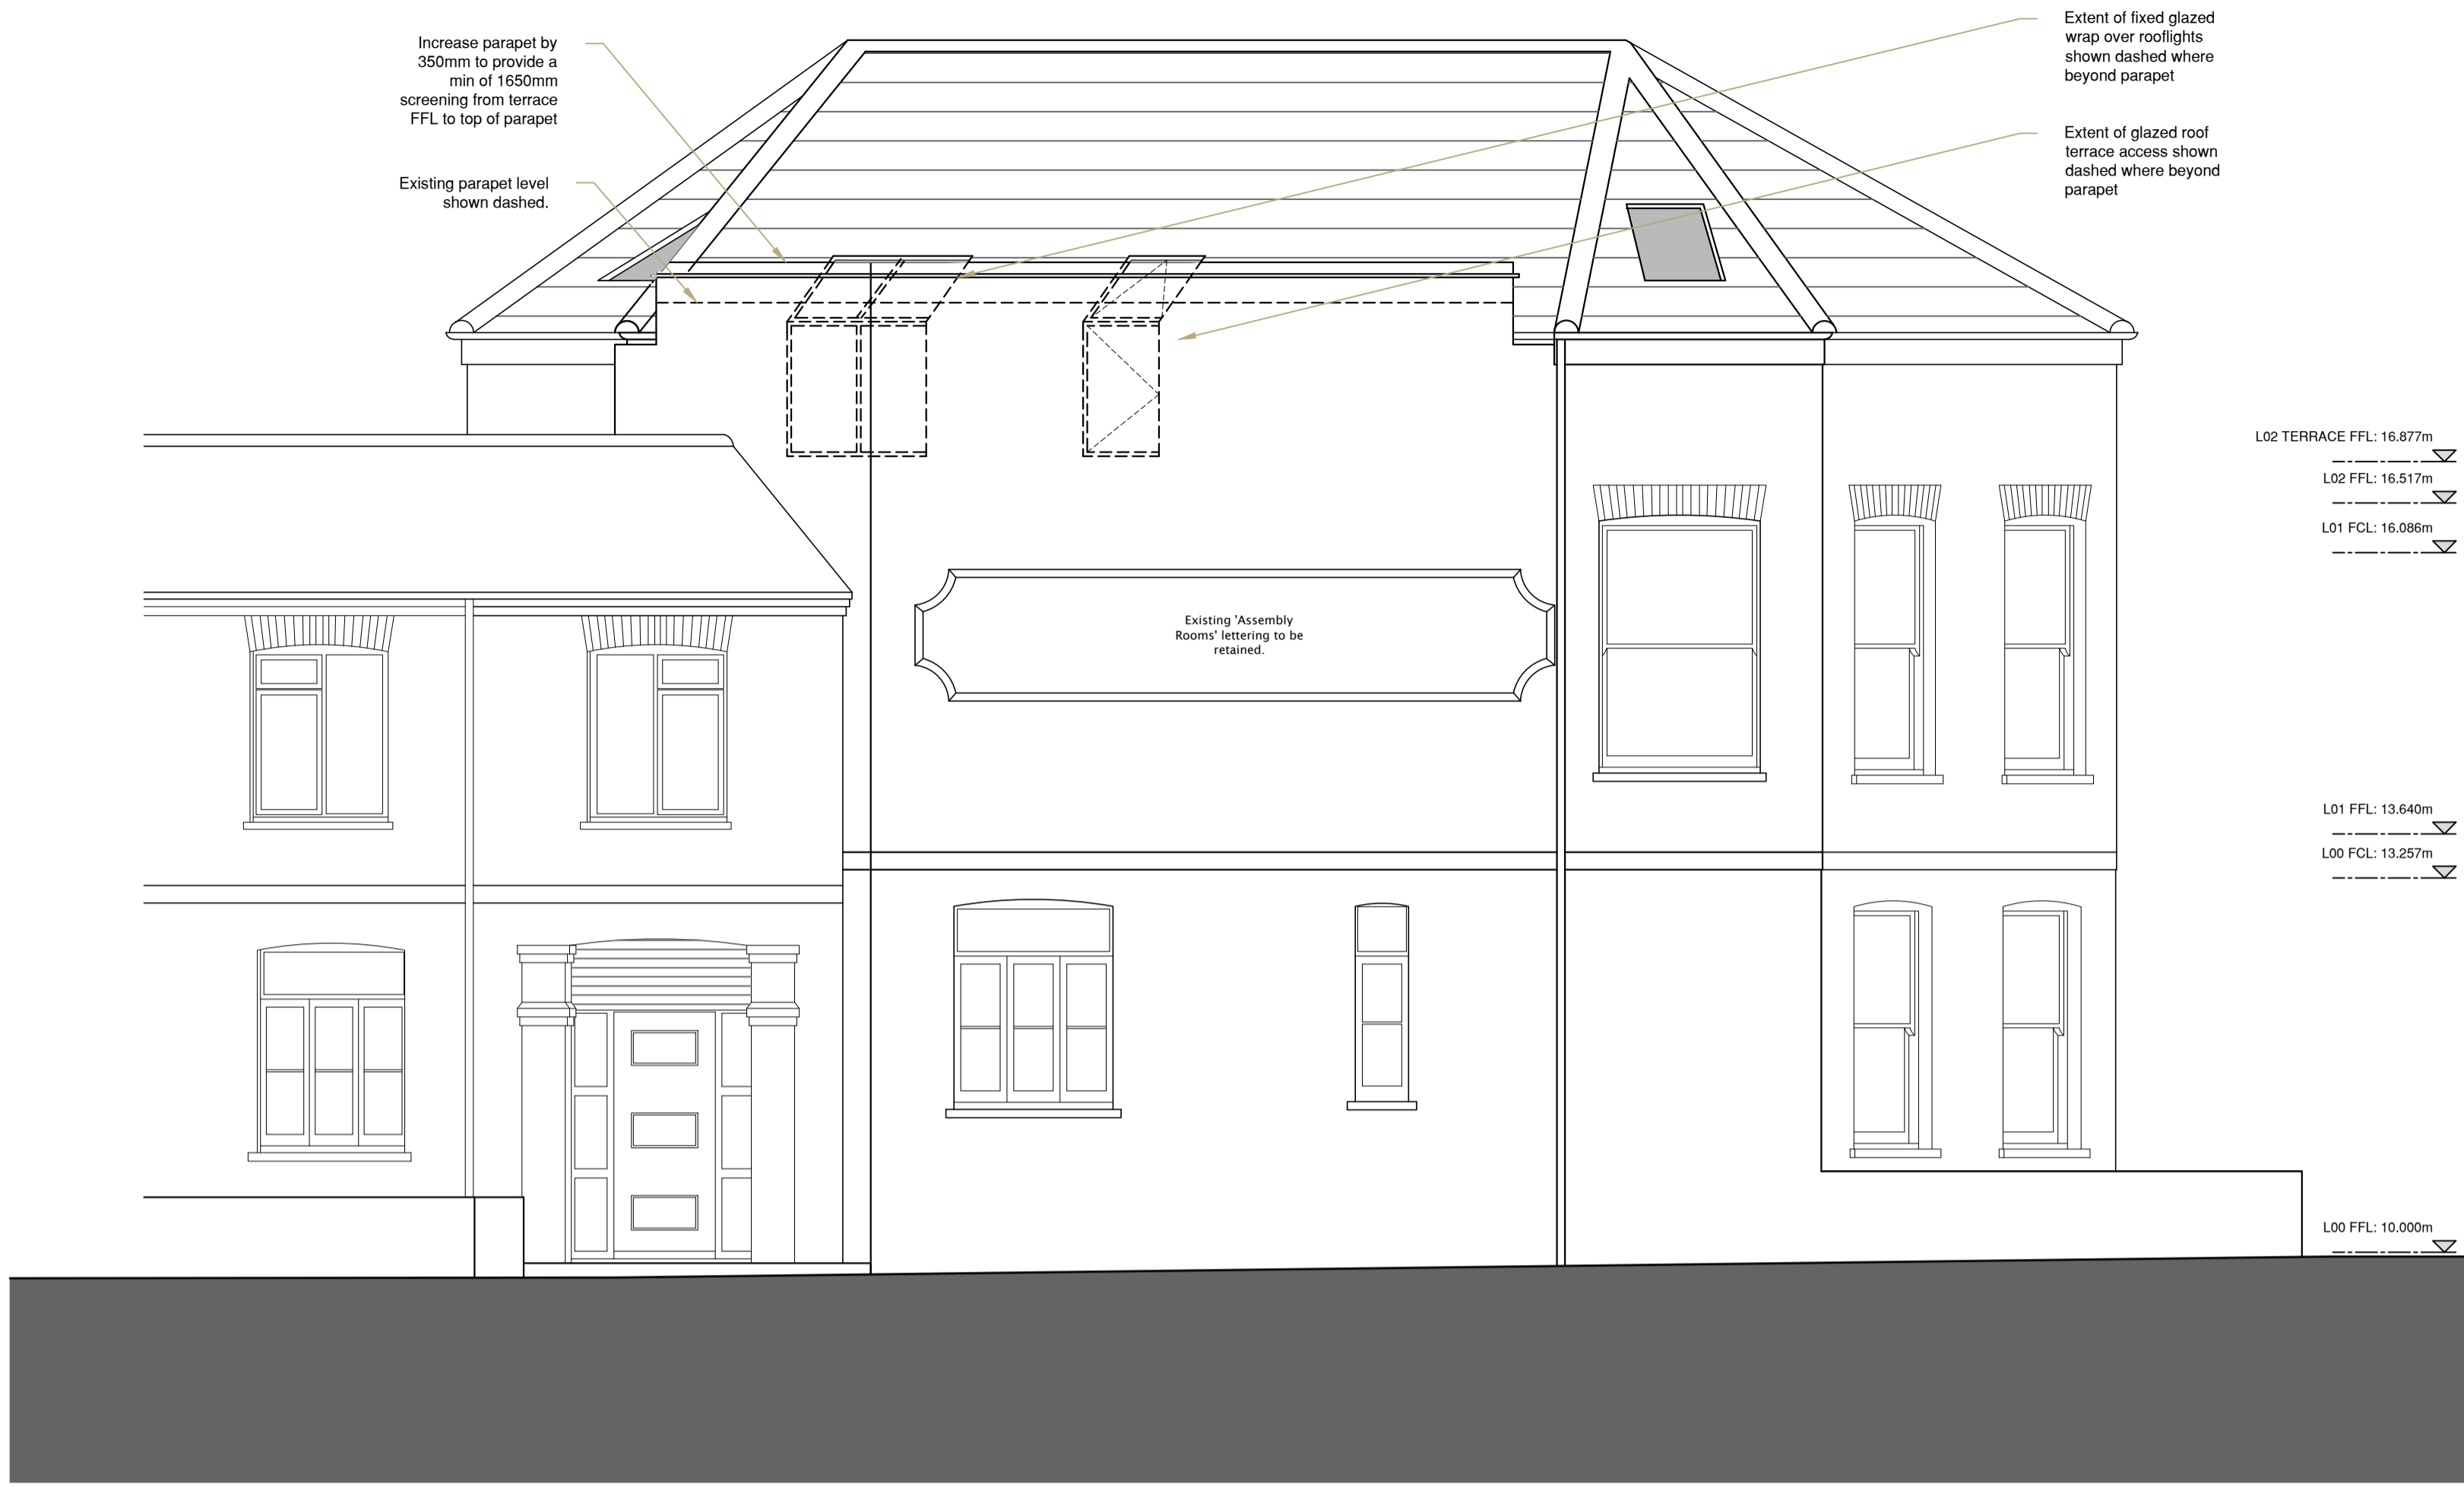 Increase parapet by
350mm to provide a
min of 1650mm
screening from terrace
FFL to top of parapet
Existing parapet level
shown dashed.
Extent of fixed glazed
wrap over rooflights
shown dashed where
beyond parapet
Extent of glazed roof
terrace access shown
dashed where beyond
parapet
L02 TERRACE FFL: 16.877m
L02 FFL: 16.517m
L01 FCL: 16.086m
Existing 'Assembly
Rooms' lettering to be
retained.
L01 FFL: 13.640m
L00 FCL: 13.257m
L00 FFL: 10.000m